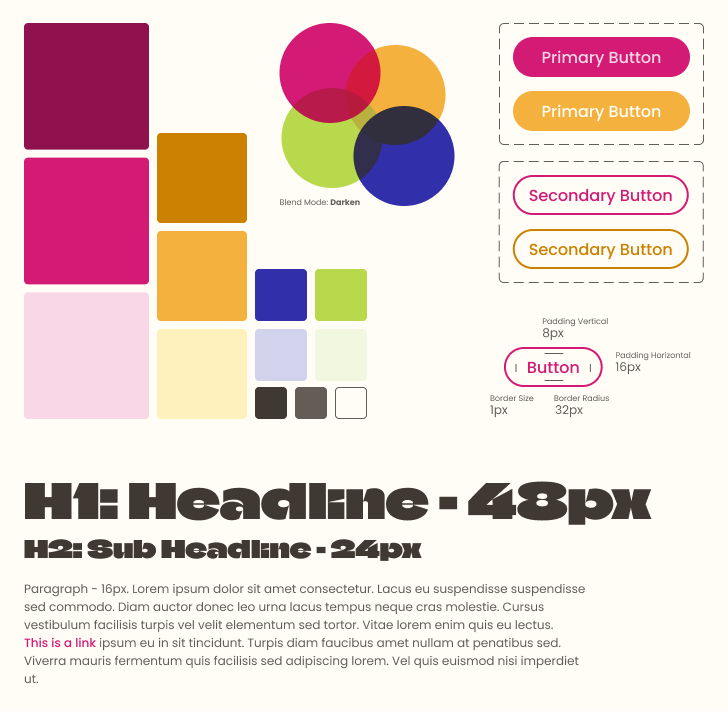 Primary Button
Primary Button
Blend Mode: Darken
Secondary Button
Secondary Button
Padding Vertical
8px
Button
Padding Horizontal
16px
Border Size
1px
Border Radius
32px
H1: Headline - 48px
H2: Sub Headline - 24px
Paragraph - 16px. Lorem ipsum dolor sit amet consectetur. Lacus eu suspendisse suspendisse
sed commodo. Diam auctor donec leo urna lacus tempus neque cras molestie. Cursus
vestibulum facilisis turpis vel velit elementum sed tortor. Vitae lorem enim quis eu lectus.
This is a link ipsum eu in sit tincidunt. Turpis diam faucibus amet nullam at penatibus sed.
Viverra mauris fermentum quis facilisis sed adipiscing lorem. Vel quis euismod nisi imperdiet
ut.